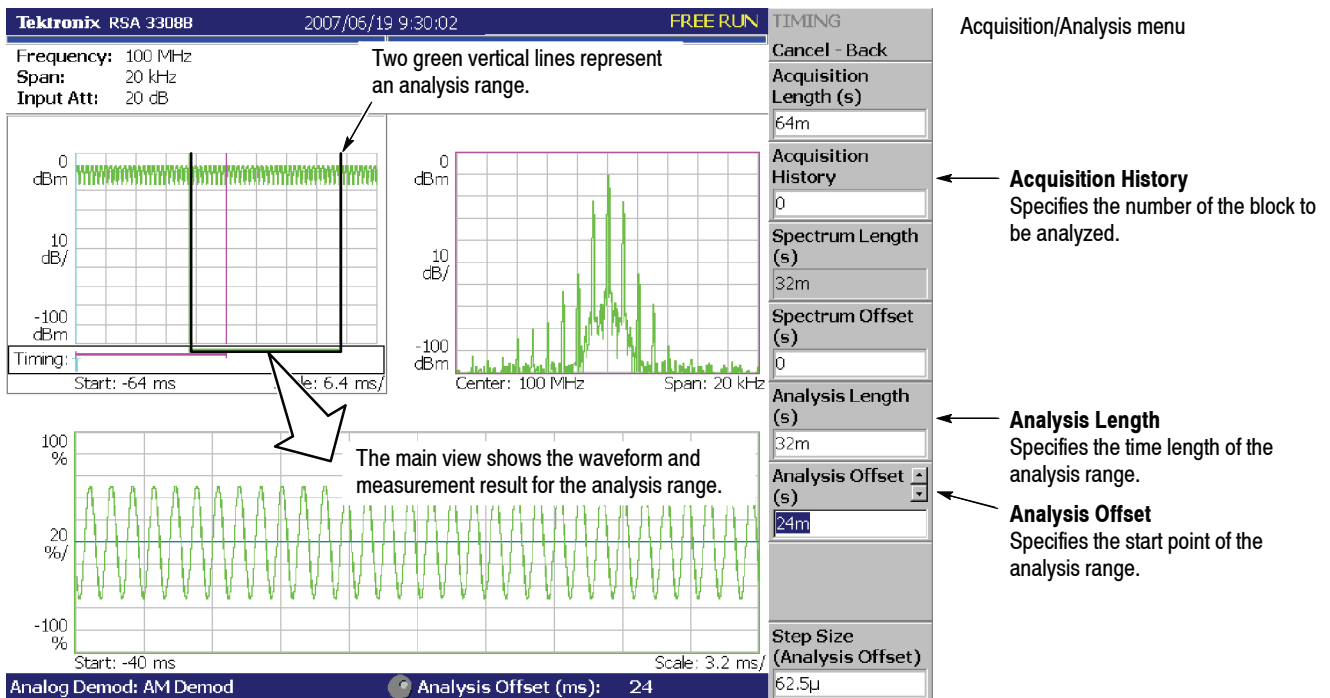 Tektronix RSA 3308B 2007/06/19 9:30:02 FREE RUN
Frequency: 100 MHz
Span: 20 kHz
Input Att: 20 dB
Two green vertical lines represent
an analysis range.
0
dBm
10
dB/
-100
dBm
Timing:
Start: -64 ms
le: 6.4 ms/
0
dBm
10
dB/
-100
dBm
Center: 100 MHz Span: 20 kHz
100
%
20
%/
-100
%
The main view shows the waveform and
measurement result for the analysis range.
Start: -40 ms Scale: 3.2 ms/
Analog Demod: AM Demod Analysis Offset (ms): 24
TIMING
Cancel - Back
Acquisition
Length (s)
64m
Acquisition
History
0
Spectrum Length
(s)
32m
Spectrum Offset
(s)
0
Analysis Length
(s)
32m
Analysis Offset
(s)
24m
Step Size
(Analysis Offset)
62.5µ
Acquisition/Analysis menu
Acquisition History
Specifies the number of the block to
be analyzed.
Analysis Length
Specifies the time length of the
analysis range.
Analysis Offset
Specifies the start point of the
analysis range.